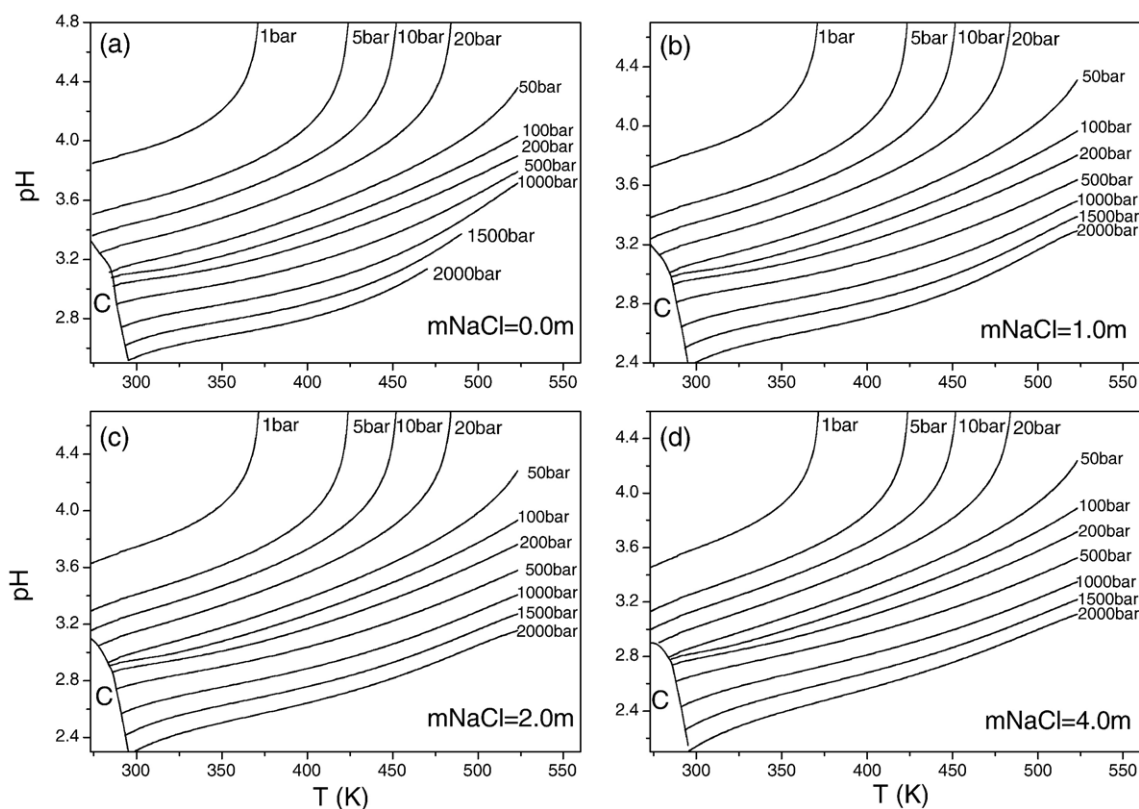 (a)
1bar
5bar
10bar
20bar
50bar
100bar
200bar
500bar
1000bar
1500bar
2000bar
C
mNaCl=0.0m
pH
4.8
4.4
4.0
3.6
3.2
2.8
300
350
400
450
500
550
(b)
1bar
5bar
10bar
20bar
50bar
100bar
200bar
500bar
1000bar
1500bar
2000bar
C
mNaCl=1.0m
4.4
4.0
3.6
3.2
2.8
2.4
300
350
400
450
500
550
(c)
1bar
5bar
10bar
20bar
50bar
100bar
200bar
500bar
1000bar
1500bar
2000bar
C
mNaCl=2.0m
pH
4.4
4.0
3.6
3.2
2.8
2.4
300
350
400
450
500
550
T (K)
(d)
1bar
5bar
10bar
20bar
50bar
100bar
200bar
500bar
1000bar
1500bar
2000bar
C
mNaCl=4.0m
4.4
4.0
3.6
3.2
2.8
2.4
300
350
400
450
500
550
T (K)